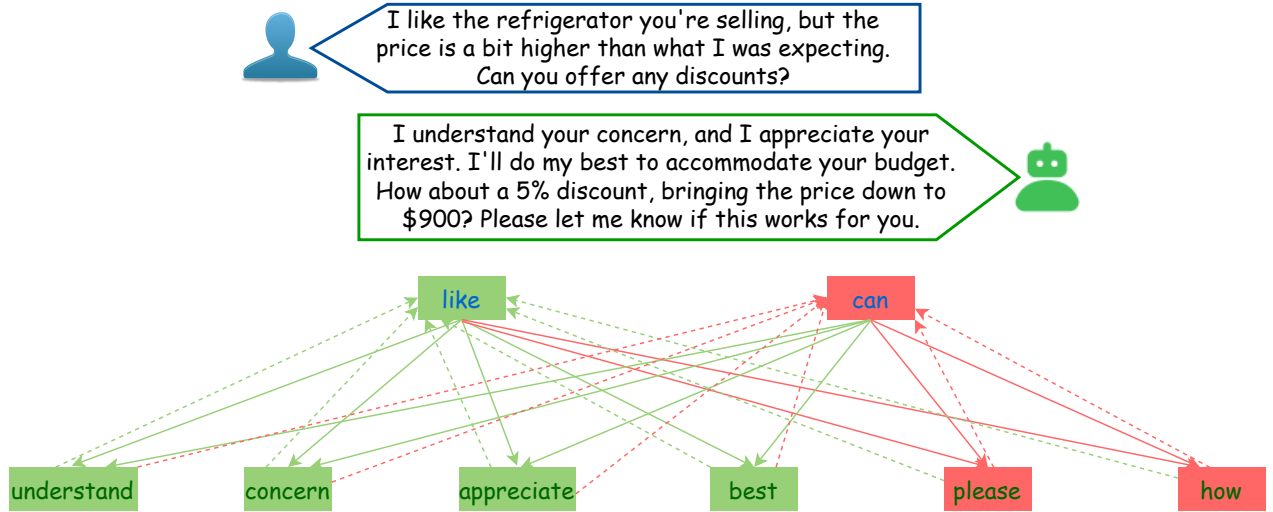 I like the refrigerator you're selling, but the
price is a bit higher than what I was expecting.
Can you offer any discounts?
I understand your concern, and I appreciate your
interest. I'll do my best to accommodate your budget.
How about a 5% discount, bringing the price down to
$900? Please let me know if this works for you.
like can
understand concern appreciate best please how